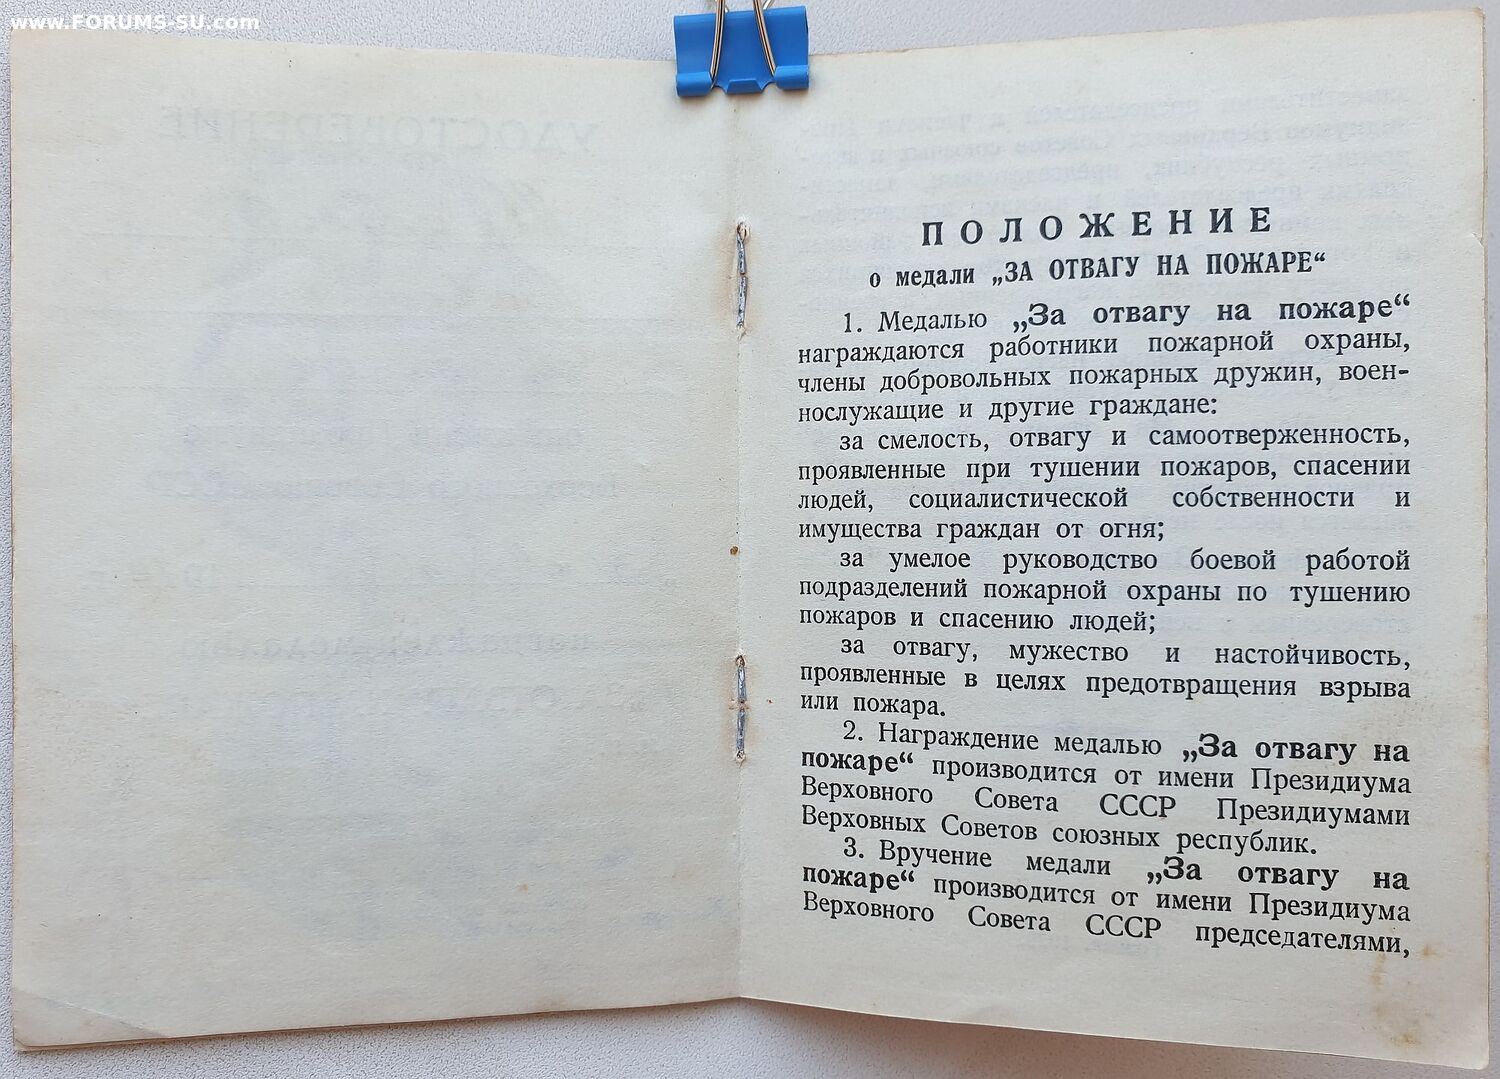 www.FORUMS-SU.com
УДОСТОВЕРЕНИЕ
ПОЛОЖЕНИЕ
о медали „ЗА ОТВАГУ НА ПОЖАРЕ“
1. Медалью „За отвагу на пожаре“
награждаются работники пожарной охраны,
члены добровольных пожарных дружин, воен-
нослужащие и другие граждане:
за смелость, отвагу и самоотверженность,
проявленные при тушении пожаров, спасении
людей, социалистической собственности и
имущества граждан от огня;
за умелое руководство боевой работой
подразделений пожарной охраны по тушению
пожаров и спасению людей;
за отвагу, мужество и настойчивость,
проявленные в целях предотвращения взрыва
или пожара.
2. Награждение медалью „За отвагу на
пожаре“ производится от имени Президиума
Верховного Совета СССР Президиумами
Верховных Советов союзных республик.
3. Вручение медали „За отвагу на
пожаре“ производится от имени Президиума
Верховного Совета СССР председателями,